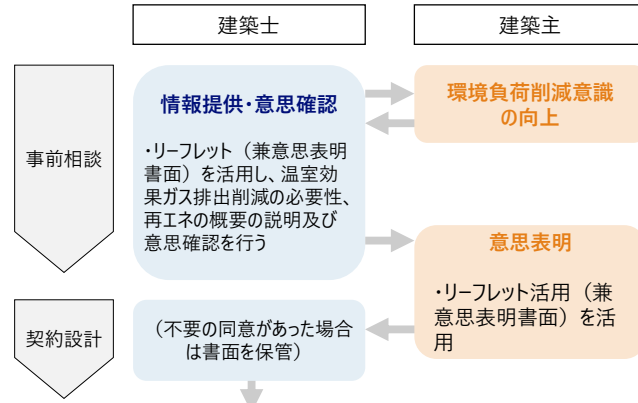 建築士
建築主
事前相談
情報提供・意思確認
・リーフレット（兼意思表明
書面）を活用し、温室効
果ガス排出削減の必要性、
再エネの概要の説明及び
意思確認を行う
環境負荷削減意識
の向上
意思表明
・リーフレット活用（兼
意思表明書面）を活
用
契約設計
（不要の同意があった場合
は書面を保管）